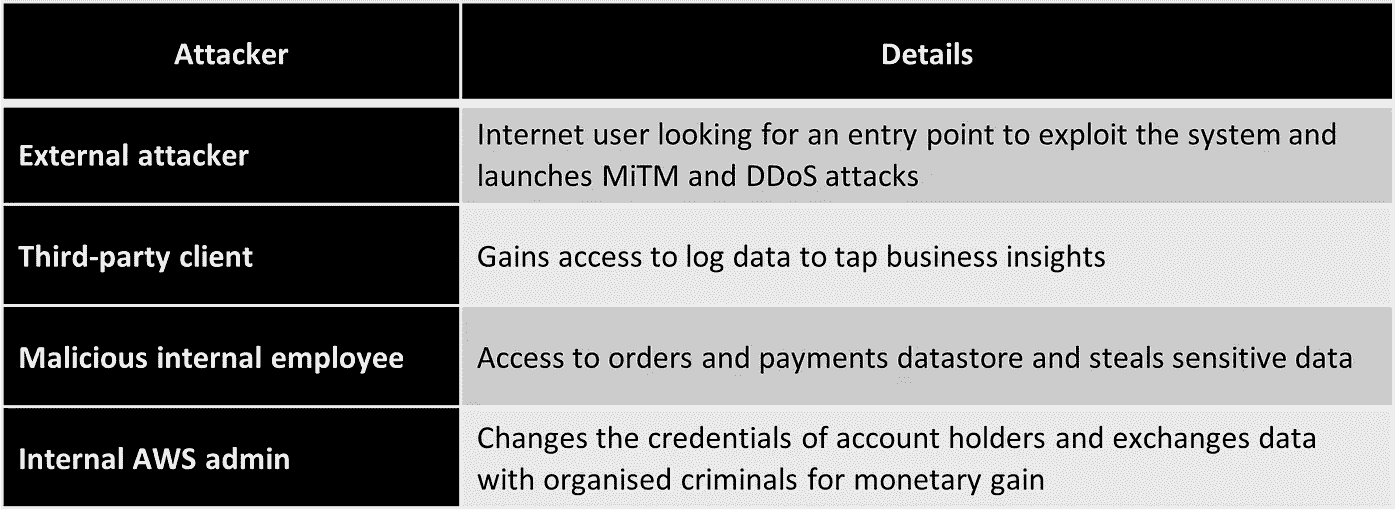 Attacker
Details
External attacker
Internet user looking for an entry point to exploit the system and
launches MiTM and DDoS attacks
Third-party client
Gains access to log data to tap business insights
Malicious internal employee
Access to orders and payments datastore and steals sensitive data
Internal AWS admin
Changes the credentials of account holders and exchanges data
with organised criminals for monetary gain